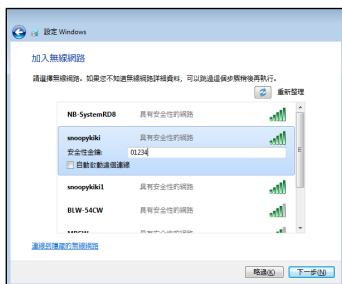 設定 Windows
加入無線網路
請選擇無線網路。如果您不知道無線網路詳細資料，可以跳過這個步驟稍後再執行。
重新整理
NB-SystemRD8 具有安全性的網路
snoopykiki 具有安全性的網路
安全性金鑰: 01234
自動啟動這個連線
snoopykiki1 具有安全性的網路
BLW-54CW 具有安全性的網路
連線到隱藏的無線網路
略過(K) 下一步(N)